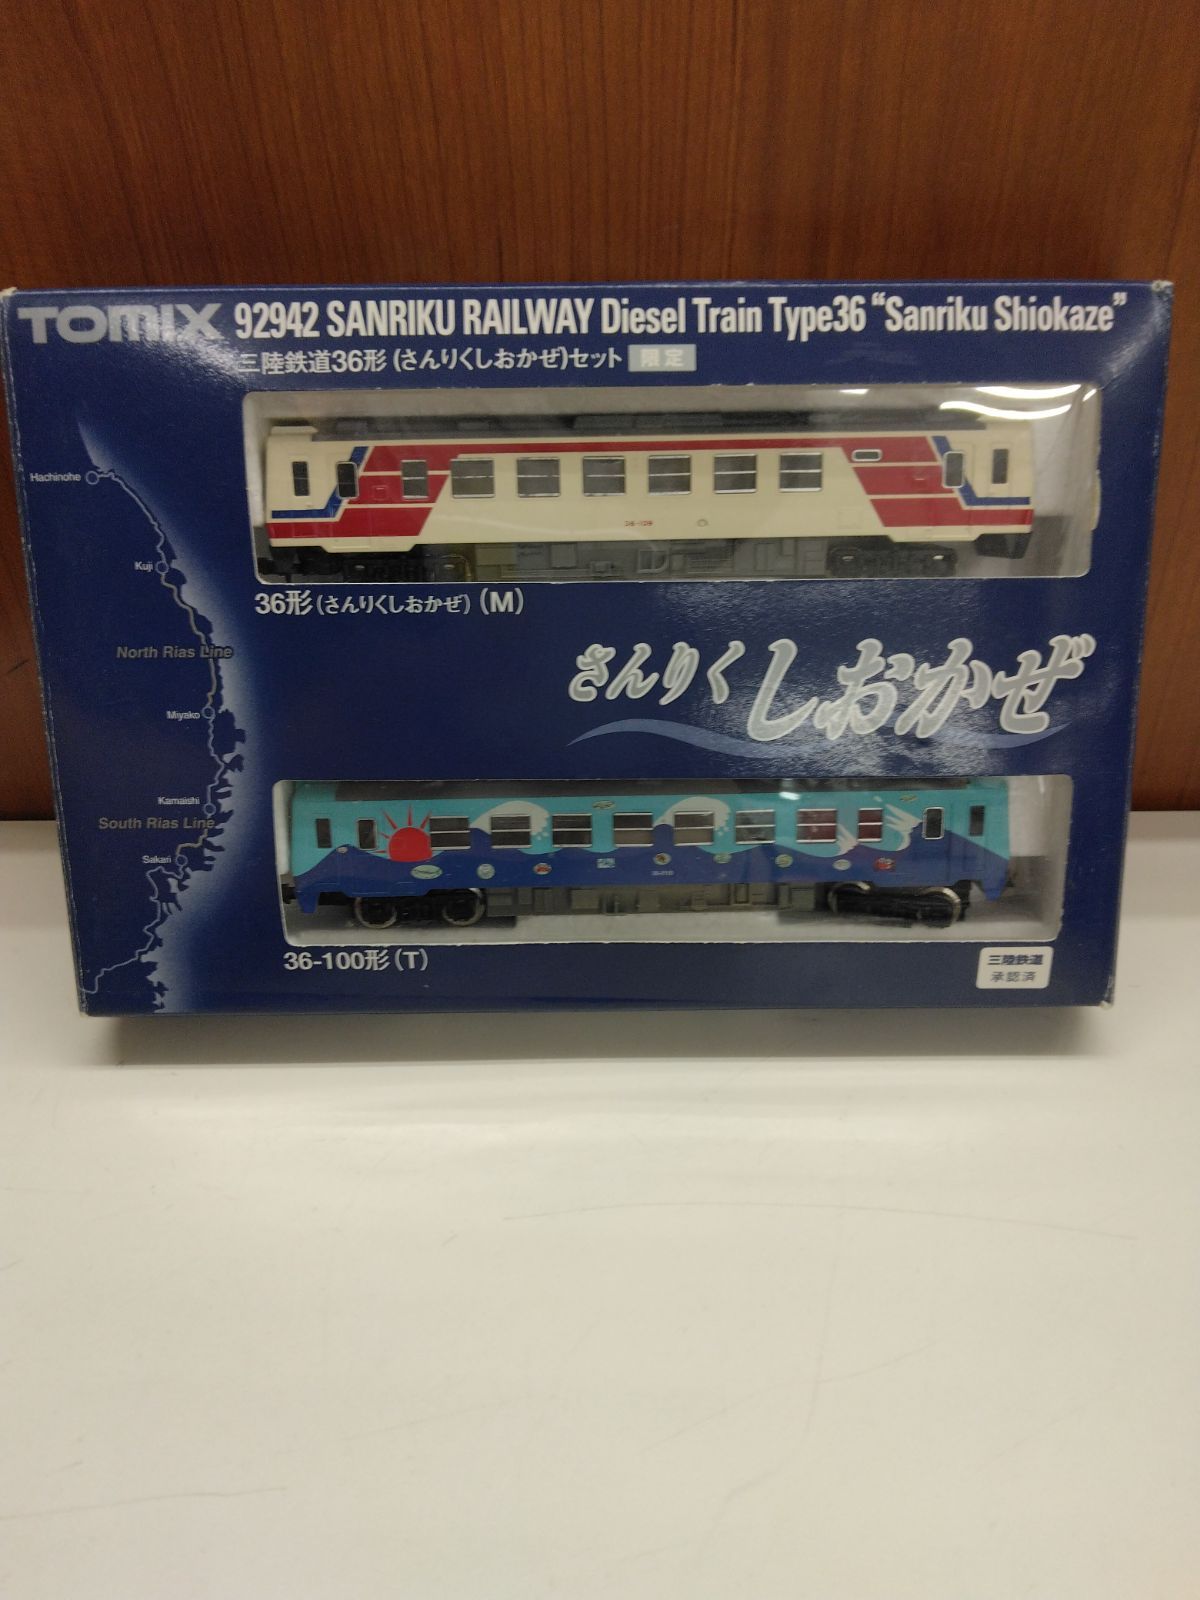 TOMIX 92942 SANRIKU RAILWAY Diesel Train Type36 “Sanriku Shiokaze”
三陸鉄道36形 (さんりくしおかぜ)セット 限定
Hachinohe
Kuji
North Rias Line
Miyako
Kamaishi
South Rias Line
Sakari
36-109
36形(さんりくしおかぜ) (M)
さんりくしおかぜ
36-100形(T)
三陸鉄道
承認済